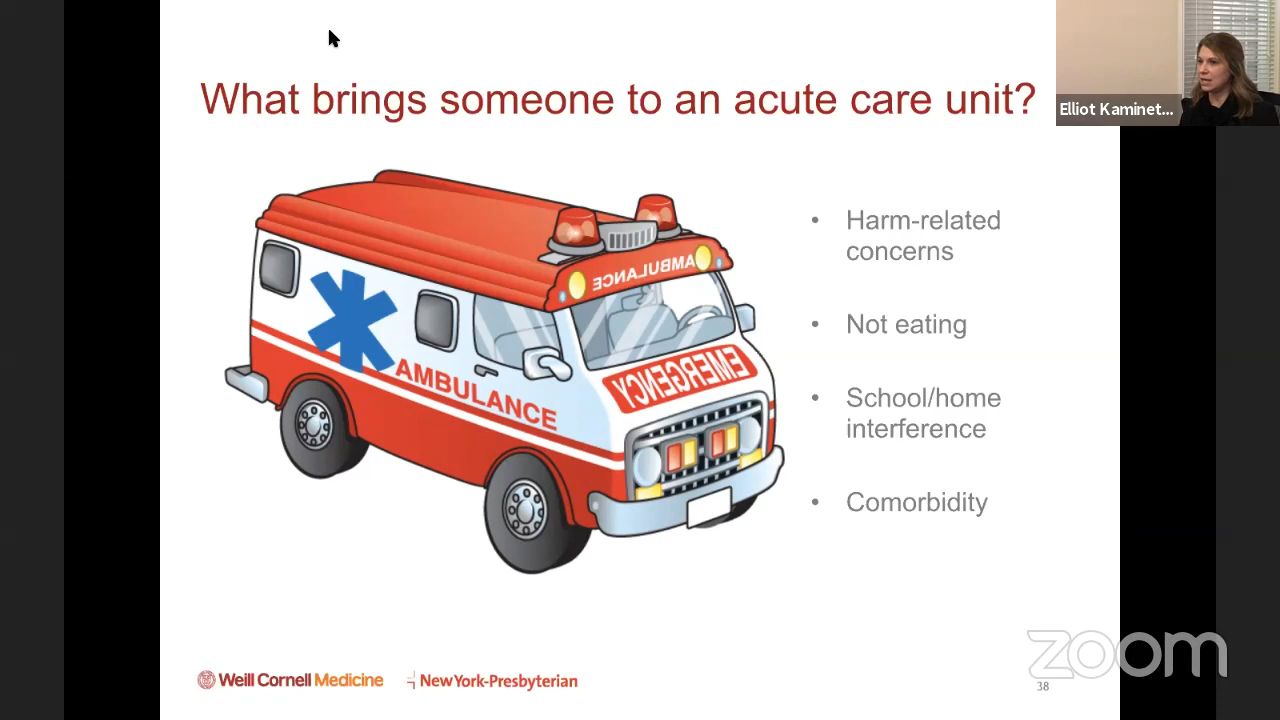 What brings someone to an acute care unit?
Elliot Kaminet...
• Harm-related
concerns
• Not eating
• School/home
interference
• Comorbidity
AMBULANCE
AMBULANCE
EMERGENCY
Weill Cornell Medicine
NewYork-Presbyterian
zoom
38